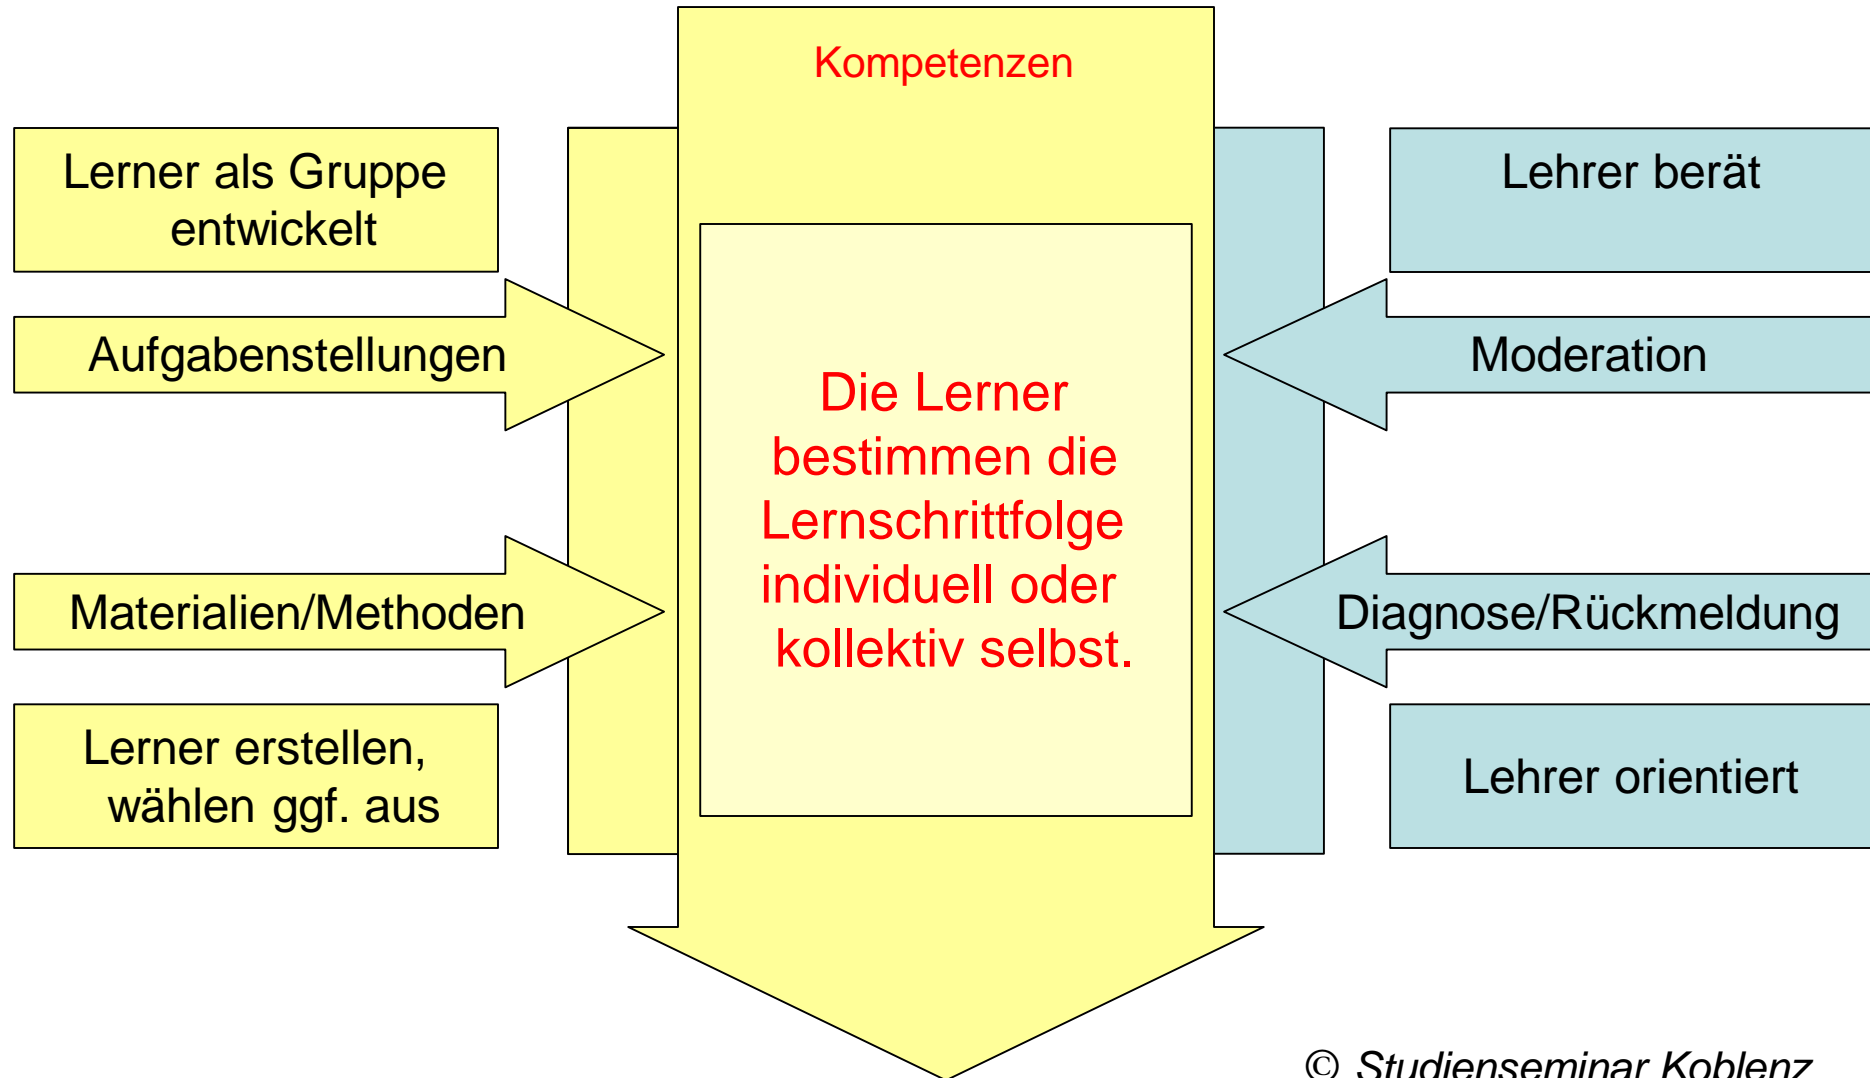 Kompetenzen
Lerner als Gruppe
entwickelt
Aufgabenstellungen
Materialien/Methoden
Lerner erstellen,
wählen ggf. aus
Die Lerner
bestimmen die
Lernschrittfolge
individuell oder
kollektiv selbst.
Lehrer berät
Moderation
Diagnose/Rückmeldung
Lehrer orientiert
© Studienseminar Koblenz